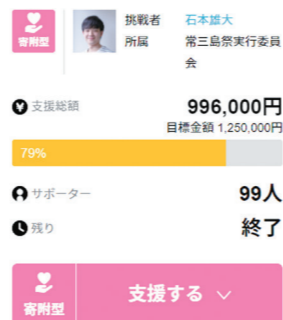 寄附型
挑戦者 石本雄大
所属 常三島祭実行委員
会
支援総額 996,000円
目標金額 1,250,000円
79%
サポーター 99人
残り 終了
寄附型
支援する